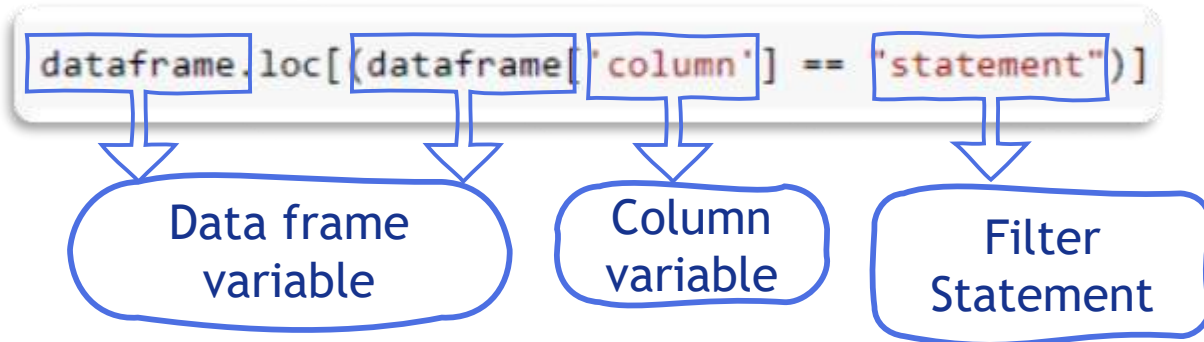 dataframe.loc[(dataframe['column'] == "statement")]
Data frame
variable
Column
variable
Filter
Statement